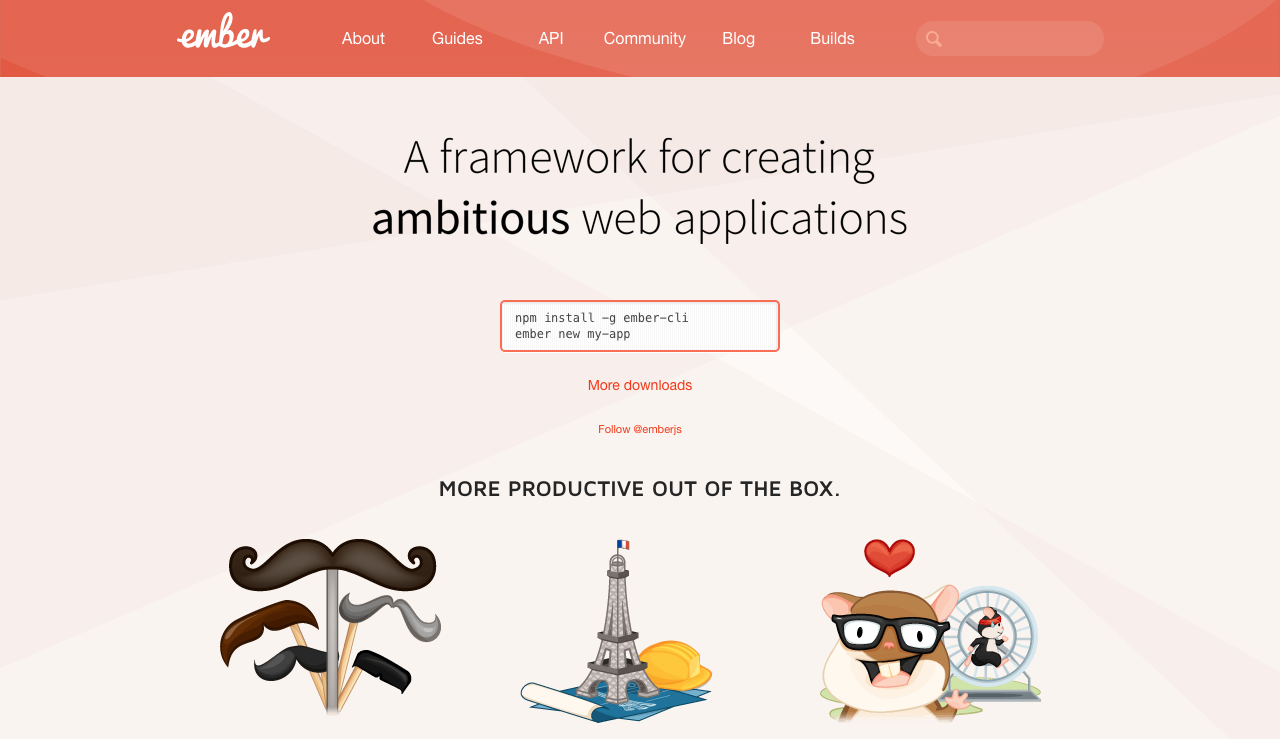 ember
About Guides API Community Blog Builds
A framework for creating
ambitious web applications
npm install -g ember-cli
ember new my-app
More downloads
Follow @emberjs
MORE PRODUCTIVE OUT OF THE BOX.